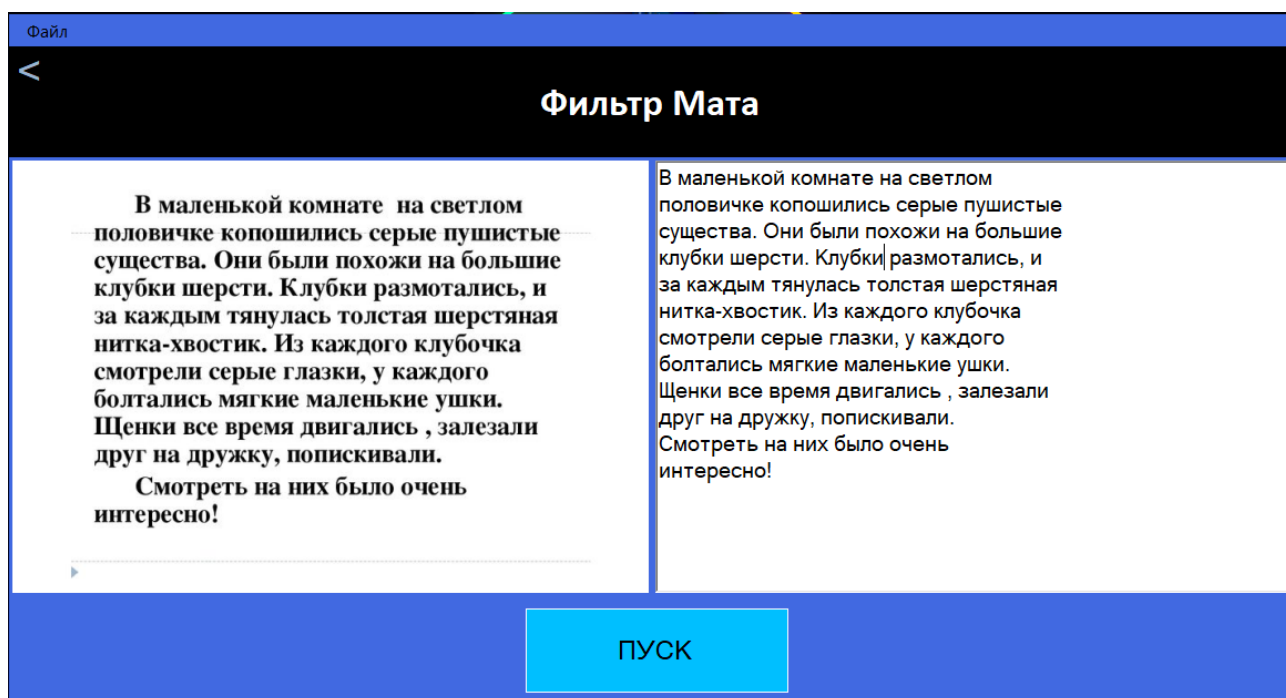 Файл
<
Фильтр Мата
В маленькой комнате на светлом
половичке копошились серые пушистые
существа. Они были похожи на большие
клубки шерсти. Клубки размотались, и
за каждым тянулась толстая шерстяная
нитка-хвостик. Из каждого клубочка
смотрели серые глазки, у каждого
болтались мягкие маленькие ушки.
Щенки все время двигались , залезали
друг на дружку, попискивали.
Смотреть на них было очень
интересно!
В маленькой комнате на светлом
половичке копошились серые пушистые
существа. Они были похожи на большие
клубки шерсти. Клубки размотались, и
за каждым тянулась толстая шерстяная
нитка-хвостик. Из каждого клубочка
смотрели серые глазки, у каждого
болтались мягкие маленькие ушки.
Щенки все время двигались , залезали
друг на дружку, попискивали.
Смотреть на них было очень
интересно!
ПУСК